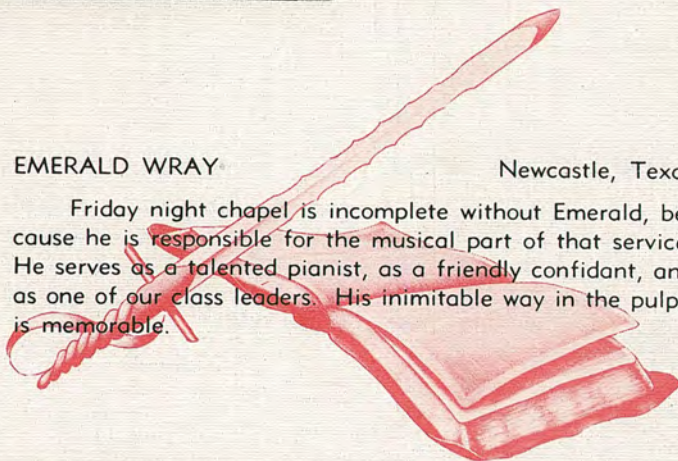 EMERALD WRAY Newcastle, Texa
Friday night chapel is incomplete without Emerald, be
cause he is responsible for the musical part of that service
He serves as a talented pianist, as a friendly confidant, an
as one of our class leaders. His inimitable way in the pulp
is memorable.